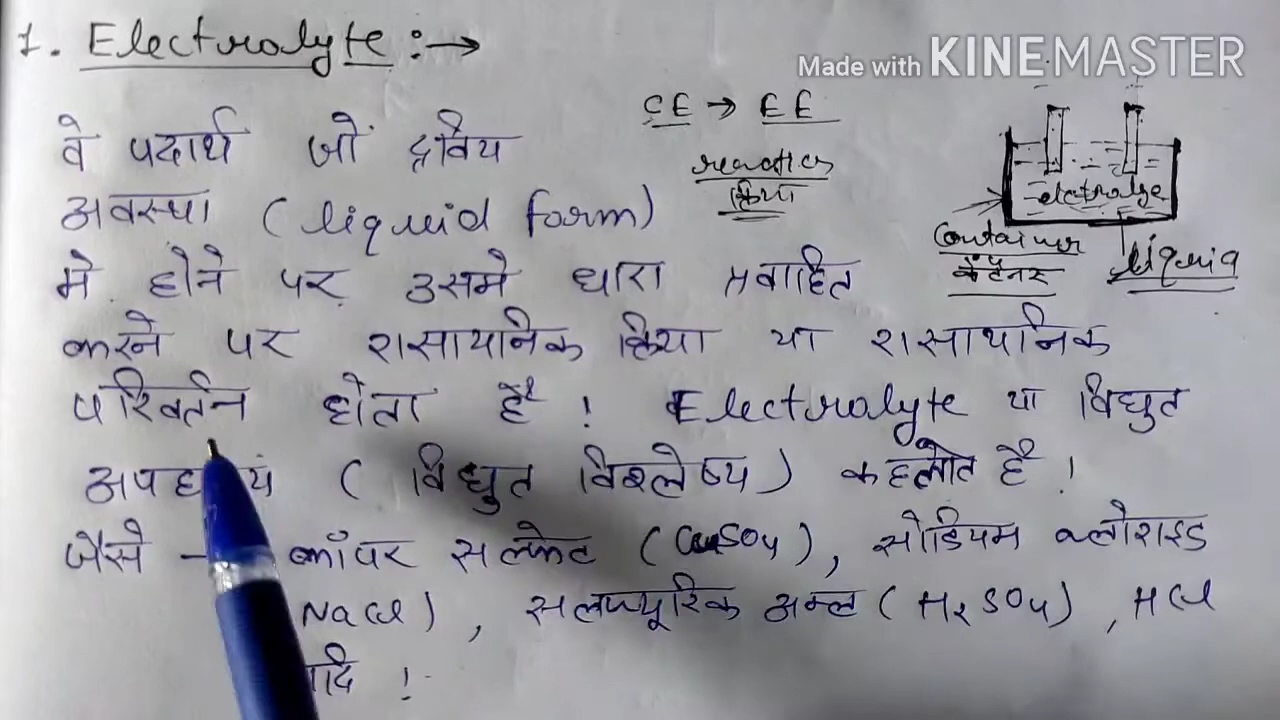 1. Electrolyte :→
Made with KINEMASTER
CE → EE
reaction
क्रिया
वे पदार्थ जों द्रविय
अवस्था (liquid form)
electrolyte
Container
कंटेनर
liquid
मे होने पर उसमे धारा प्रवाहित
करने पर रासायनिक क्रिया या रासायनिक
परिवर्तन होता है ! Electrolyte या विधुत
( विधुत विश्लेष्य ) कहलाते है !
जैसे - कॉपर सल्फेट (CuSO4), सोडियम क्लोराइड
NaCl) , सलफ्यूरिक अम्ल (H2SO4) , HCl
!